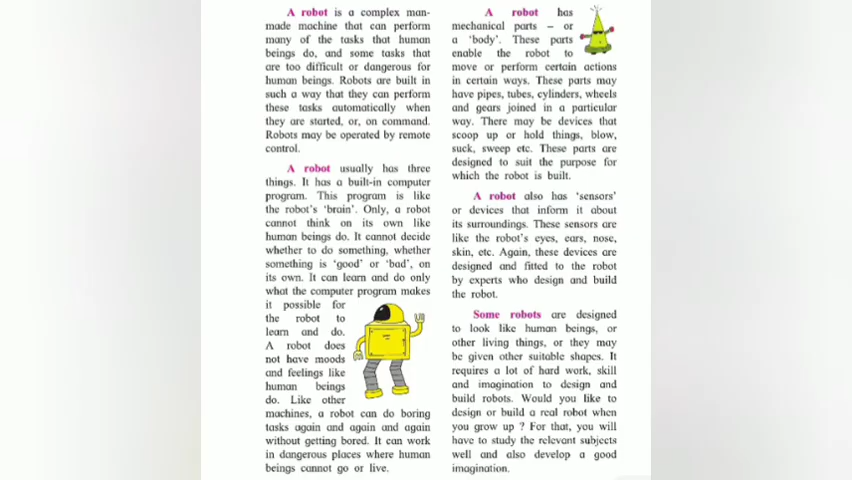 A robot is a complex man-
made machine that can perform
many of the tasks that human
beings do, and some tasks that
are too difficult or dangerous for
human beings. Robots are built in
such a way that they can perform
these tasks automatically when
they are started, or, on command.
Robots may be operated by remote
control.
A robot usually has three
things. It has a built-in computer
program. This program is like
the robot's 'brain'. Only, a robot
cannot think on its own like
human beings do. It cannot decide
whether to do something, whether
something is 'good' or 'bad', on
its own. It can learn and do only
what the computer program makes
it possible for
the robot to
learn and do.
A robot does
not have moods
and feelings like
human beings
do. Like other
machines, a robot can do boring
tasks again and again and again
without getting bored. It can work
in dangerous places where human
beings cannot go or live.
A robot has
mechanical parts – or
a 'body'. These parts
enable the robot to
move or perform certain actions
in certain ways. These parts may
have pipes, tubes, cylinders, wheels
and gears joined in a particular
way. There may be devices that
scoop up or hold things, blow,
suck, sweep etc. These parts are
designed to suit the purpose for
which the robot is built.
A robot also has 'sensors'
or devices that inform it about
its surroundings. These sensors are
like the robot's eyes, ears, nose,
skin, etc. Again, these devices are
designed and fitted to the robot
by experts who design and build
the robot.
Some robots are designed
to look like human beings, or
other living things, or they may
be given other suitable shapes. It
requires a lot of hard work, skill
and imagination to design and
build robots. Would you like to
design or build a real robot when
you grow up ? For that, you will
have to study the relevant subjects
well and also develop a good
imagination.